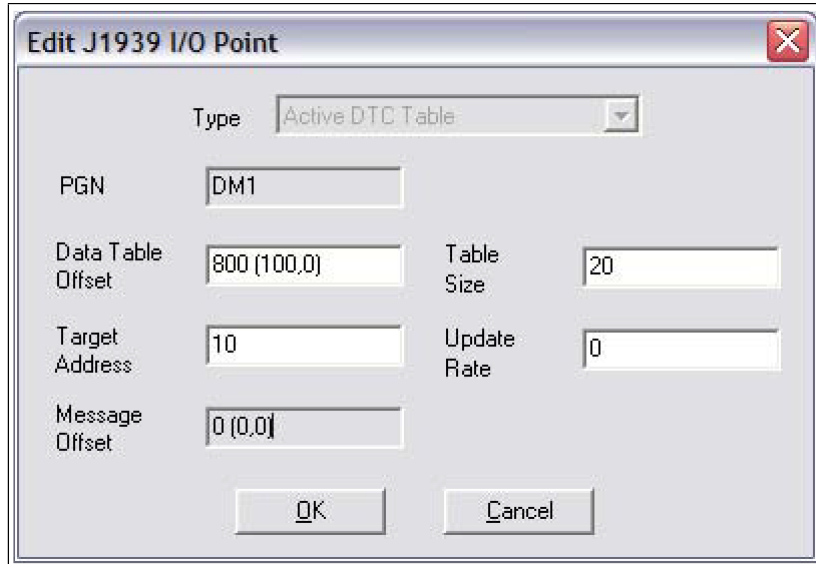 Edit J1939 I/O Point
Type Active DTC Table
PGN DM1
Data Table Offset 800 (100,0) Table Size 20
Target Address 10 Update Rate 0
Message Offset 0 (0,0)
OK Cancel